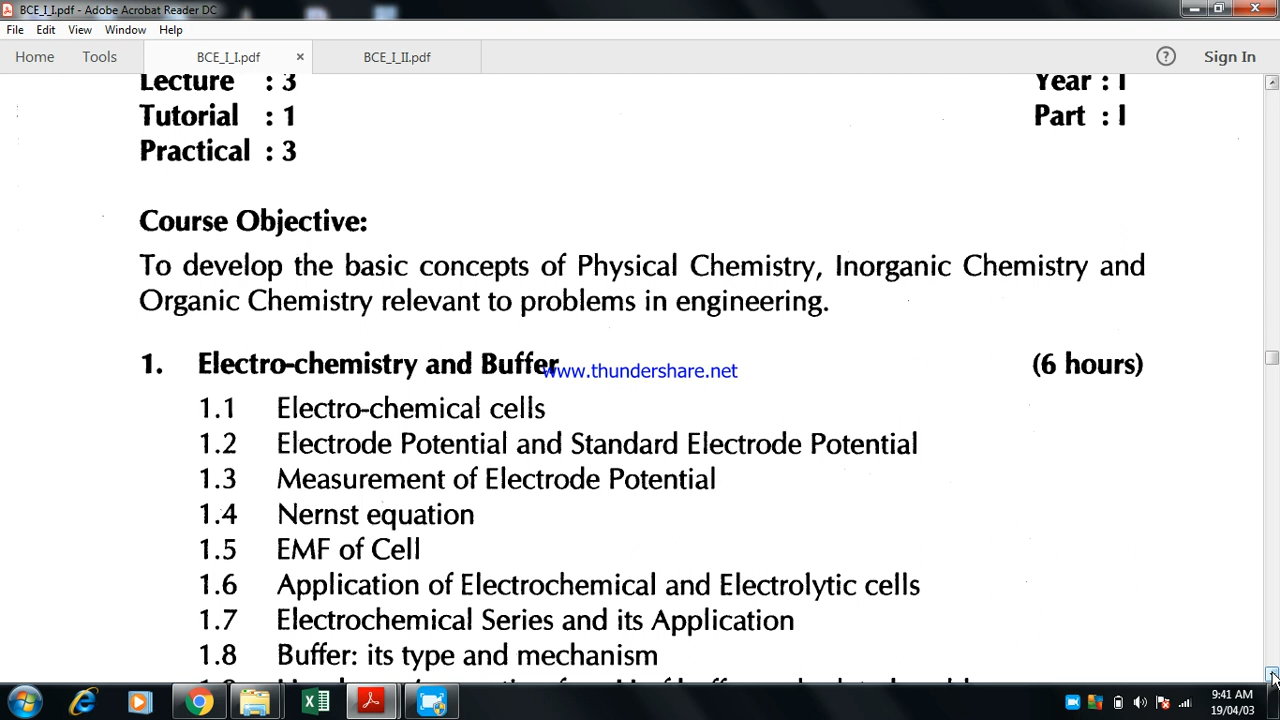 BCE_I_I.pdf - Adobe Acrobat Reader DC
File Edit View Window Help
Home Tools BCE_I_I.pdf × BCE_I_II.pdf ? Sign In
Lecture : 3 Year : I
Tutorial : 1 Part : I
Practical : 3
Course Objective:
To develop the basic concepts of Physical Chemistry, Inorganic Chemistry and
Organic Chemistry relevant to problems in engineering.
1. Electro-chemistry and Buffer (6 hours)
www.thundershare.net
1.1 Electro-chemical cells
1.2 Electrode Potential and Standard Electrode Potential
1.3 Measurement of Electrode Potential
1.4 Nernst equation
1.5 EMF of Cell
1.6 Application of Electrochemical and Electrolytic cells
1.7 Electrochemical Series and its Application
1.8 Buffer: its type and mechanism
9:41 AM
19/04/03